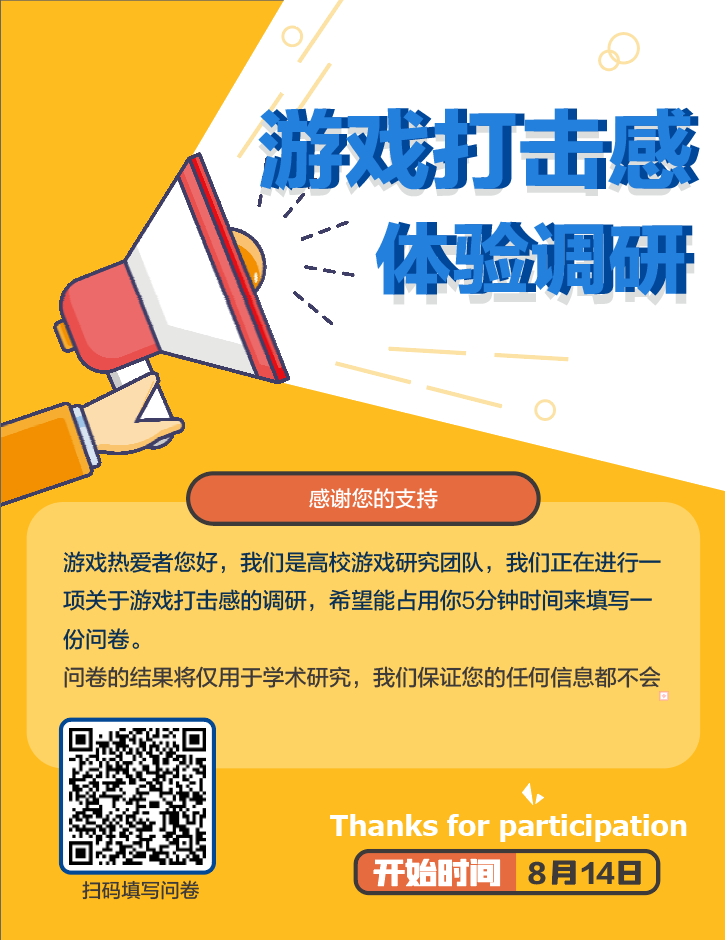 游戏打击感
体验调研
感谢您的支持
游戏热爱者您好，我们是高校游戏研究团队，我们正在进行一
项关于游戏打击感的调研，希望能占用你5分钟时间来填写一
份问卷。
问卷的结果将仅用于学术研究，我们保证您的任何信息都不会
扫码填写问卷
Thanks for participation
开始时间 8月14日